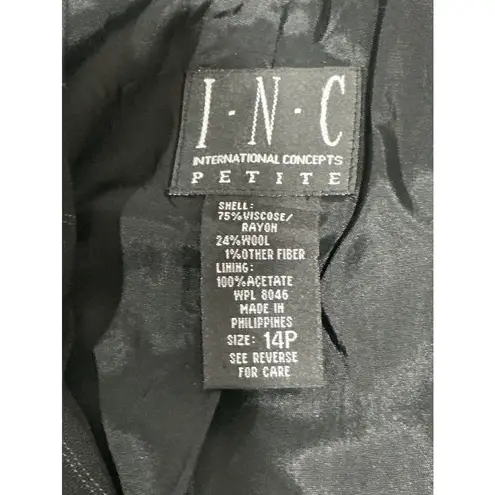 I·N·C
INTERNATIONAL CONCEPTS
PETITE
SHELL:
75%VISCOSE/
RAYON
24%WOOL
1%OTHER FIBER
LINING:
100%ACETATE
WPL 8046
MADE IN
PHILIPPINES
SIZE: 14P
SEE REVERSE
FOR CARE